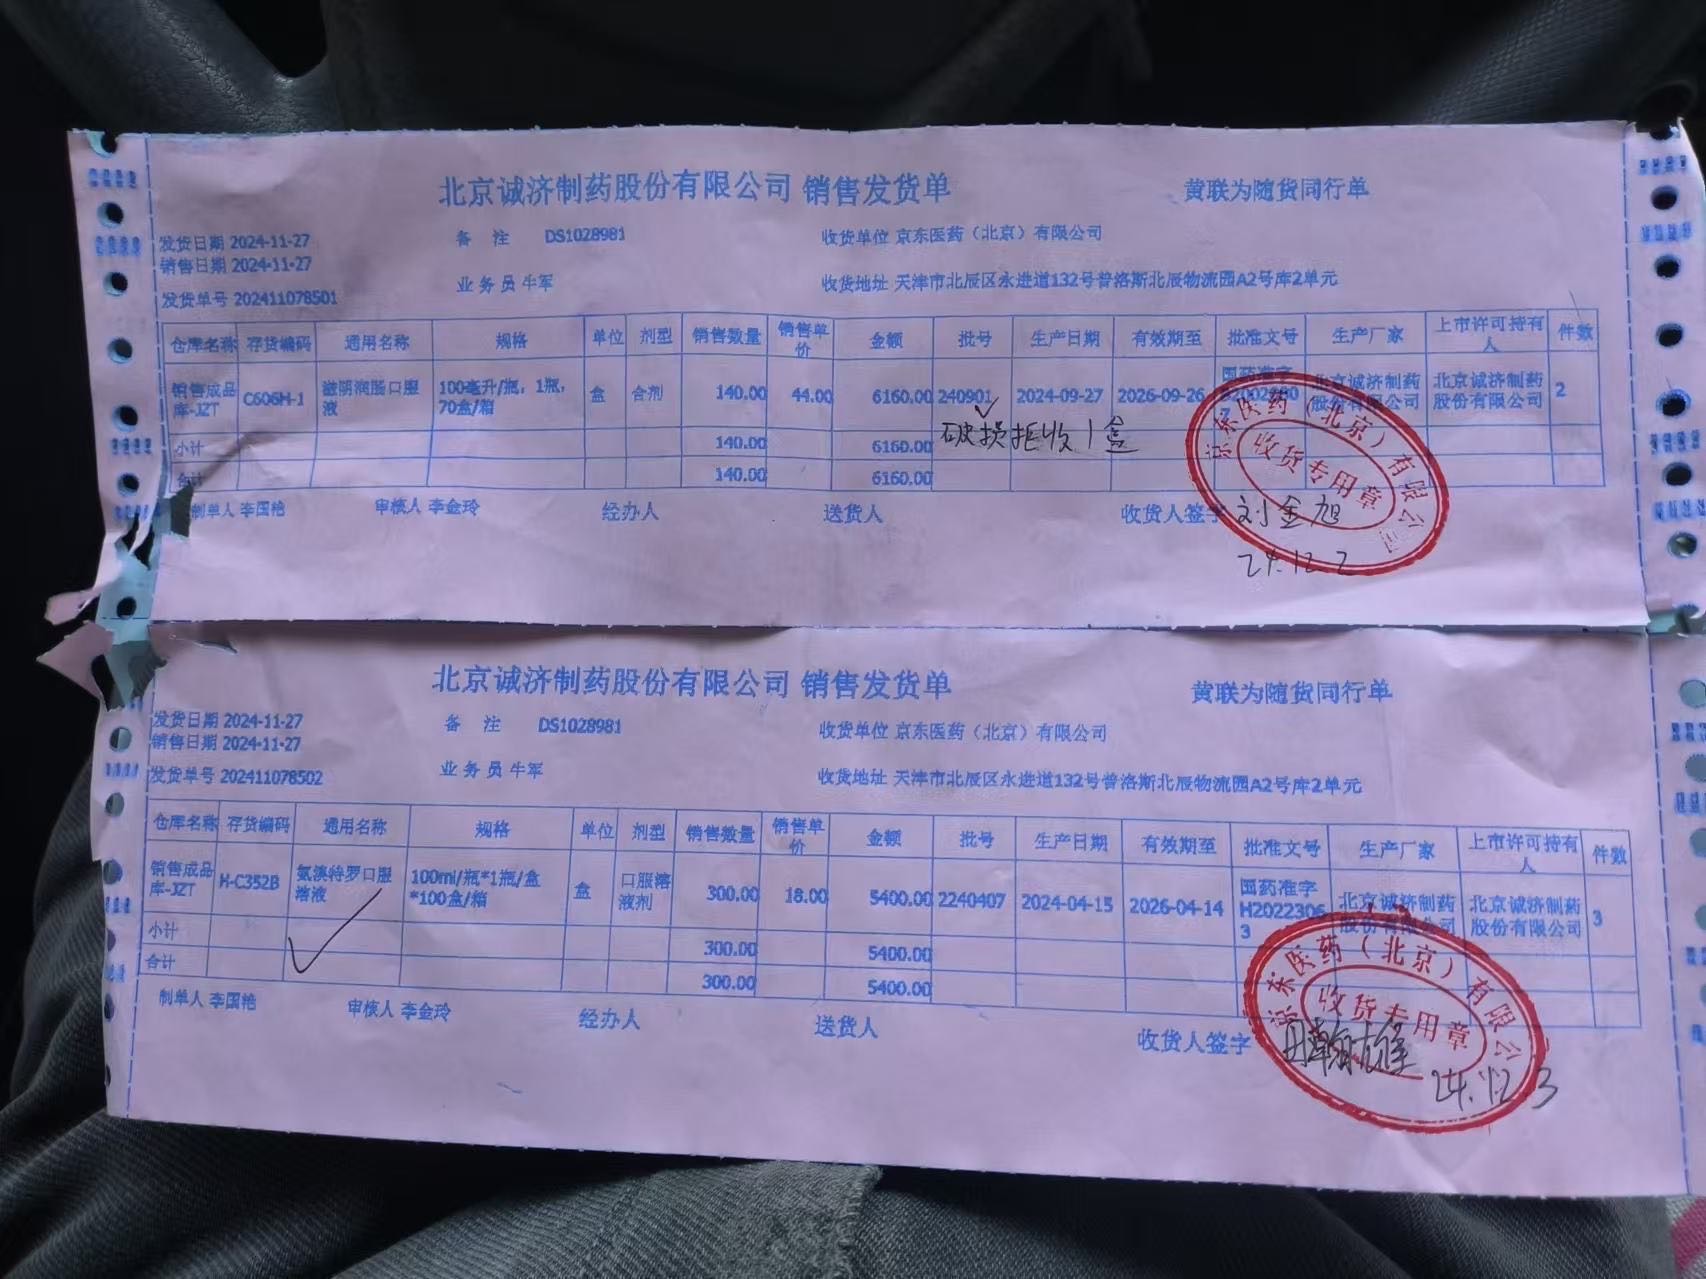 北京诚济制药股份有限公司 销售发货单
黄联为随货同行单
发货日期 2024-11-27
销售日期 2024-11-27
发货单号 202411078501
备 注 DS1028981
业务员 牛军
收货单位 京东医药（北京）有限公司
收货地址 天津市北辰区永进道132号普洛斯北辰物流园A2号库2单元
仓库名称 存货编码 通用名称 规格 单位 剂型 销售数量 销售单价 金额 批号 生产日期 有效期至 批准文号 生产厂家 上市许可持有人 件数
销售成品库-JZT C606H-1 滋阴润肠口服液 100毫升/瓶，1瓶，70盒/箱 盒 合剂 140.00 44.00 6160.00 240901 2024-09-27 2026-09-26 国药准字 北京诚济制药股份有限公司 北京诚济制药股份有限公司 2
破损拒收1盒
小计 140.00 6160.00
合计 140.00 6160.00
制单人 李国艳 审核人 李金玲 经办人 送货人 收货人签字 刘金旭
24.12.2
京东医药（北京）有限公司
收货专用章
北京诚济制药股份有限公司 销售发货单
黄联为随货同行单
发货日期 2024-11-27
销售日期 2024-11-27
发货单号 202411078502
备 注 DS1028981
业务员 牛军
收货单位 京东医药（北京）有限公司
收货地址 天津市北辰区永进道132号普洛斯北辰物流园A2号库2单元
仓库名称 存货编码 通用名称 规格 单位 剂型 销售数量 销售单价 金额 批号 生产日期 有效期至 批准文号 生产厂家 上市许可持有人 件数
销售成品库-JZT H-C352B 氨溴特罗口服溶液 100ml/瓶*1瓶/盒*100盒/箱 盒 口服溶液剂 300.00 18.00 5400.00 2240407 2024-04-15 2026-04-14 国药准字H20223063 北京诚济制药股份有限公司 北京诚济制药股份有限公司 3
小计 300.00 5400.00
合计 300.00 5400.00
制单人 李国艳 审核人 李金玲 经办人 送货人 收货人签字
24.12.3
京东医药（北京）有限公司
收货专用章